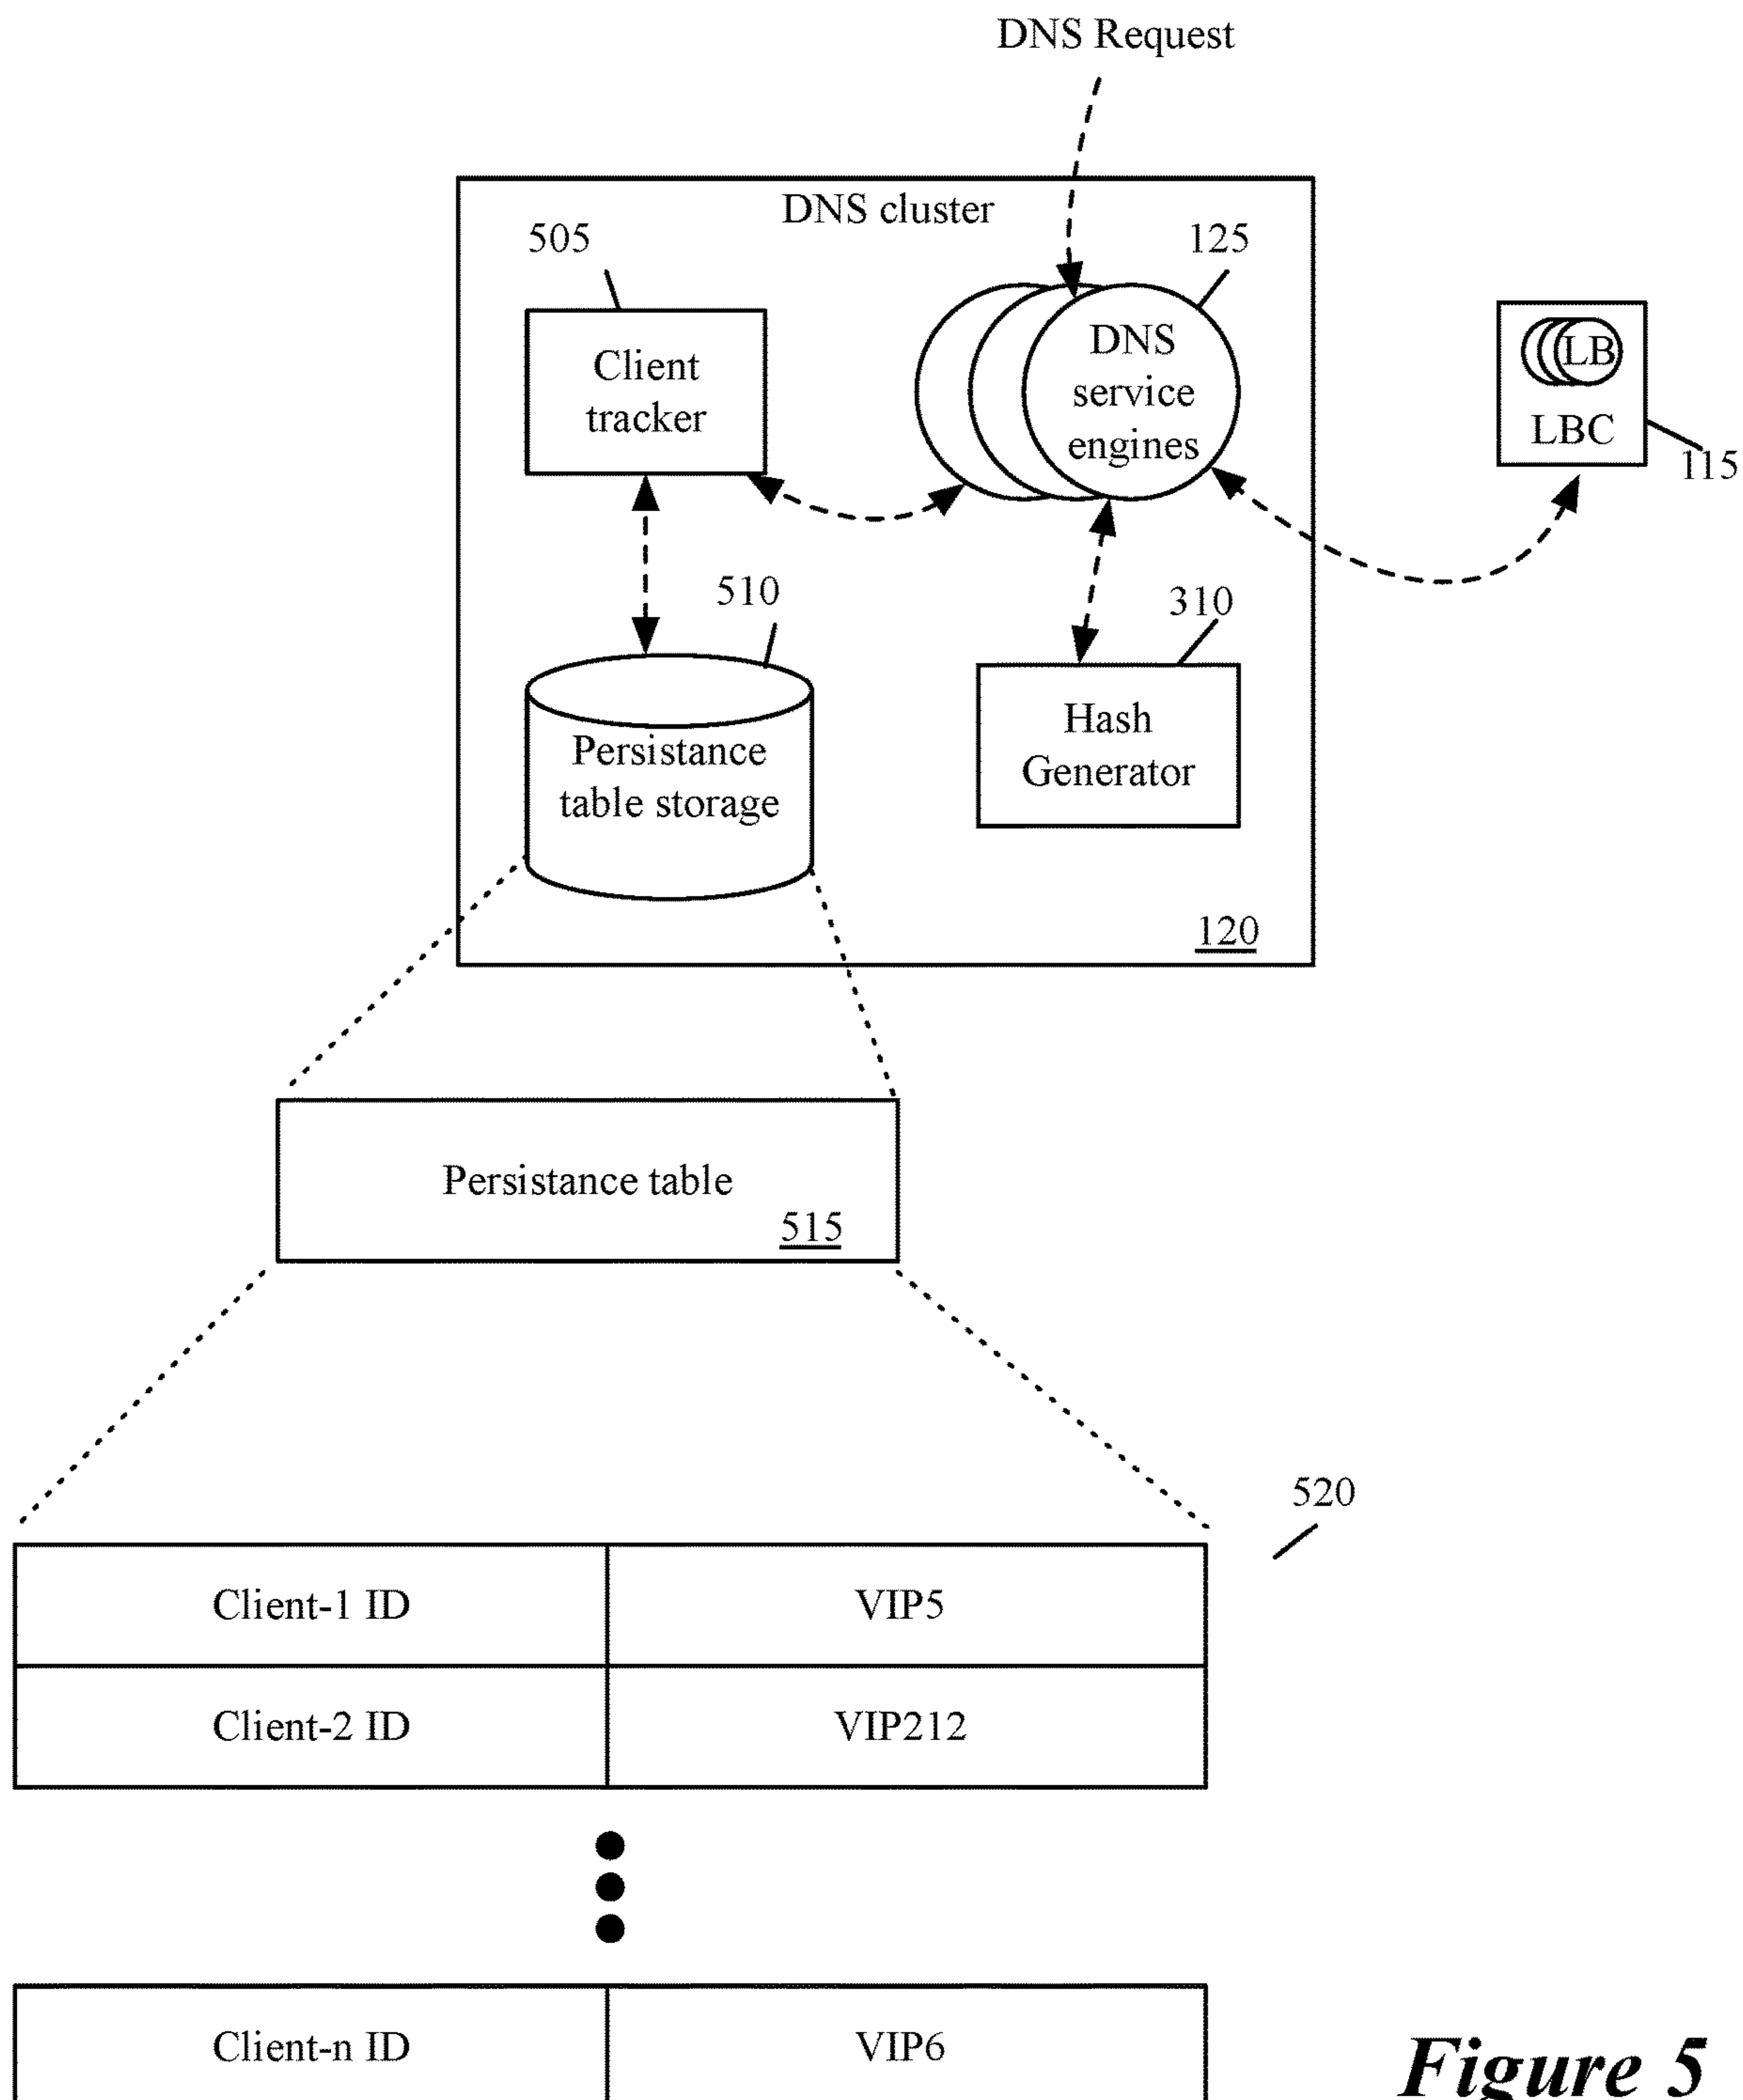 DNS Request
DNS cluster
505
125
Client
tracker
DNS
service
engines
LB
LBC
115
510
310
Persistance
table storage
Hash
Generator
120
Persistance table
515
520
Client-1 ID
VIP5
Client-2 ID
VIP212
Client-n ID
VIP6
Figure 5